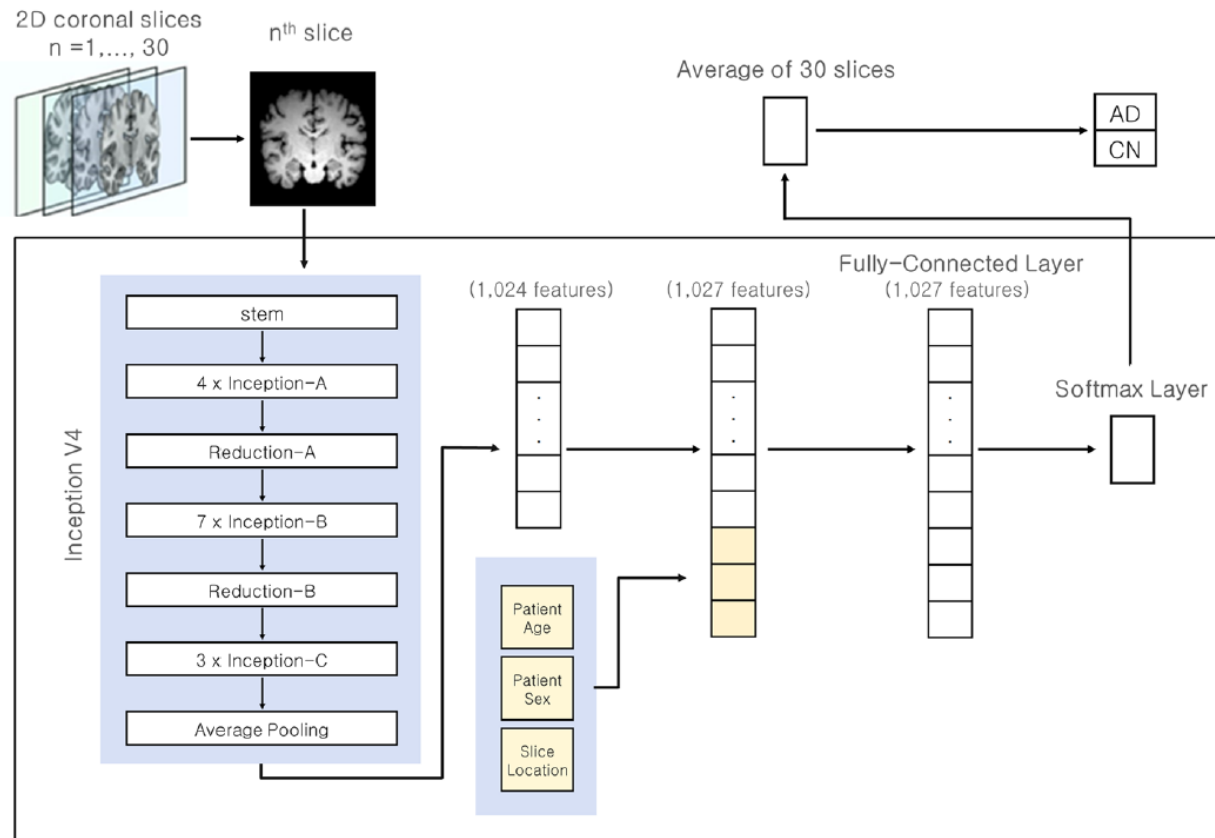 2D coronal slices
n =1,..., 30
nth slice
Average of 30 slices
AD
CN
Inception V4
stem
4 x Inception-A
Reduction-A
7 x Inception-B
Reduction-B
3 x Inception-C
Average Pooling
(1,024 features)
(1,027 features)
Fully-Connected Layer
(1,027 features)
Softmax Layer
Patient
Age
Patient
Sex
Slice
Location